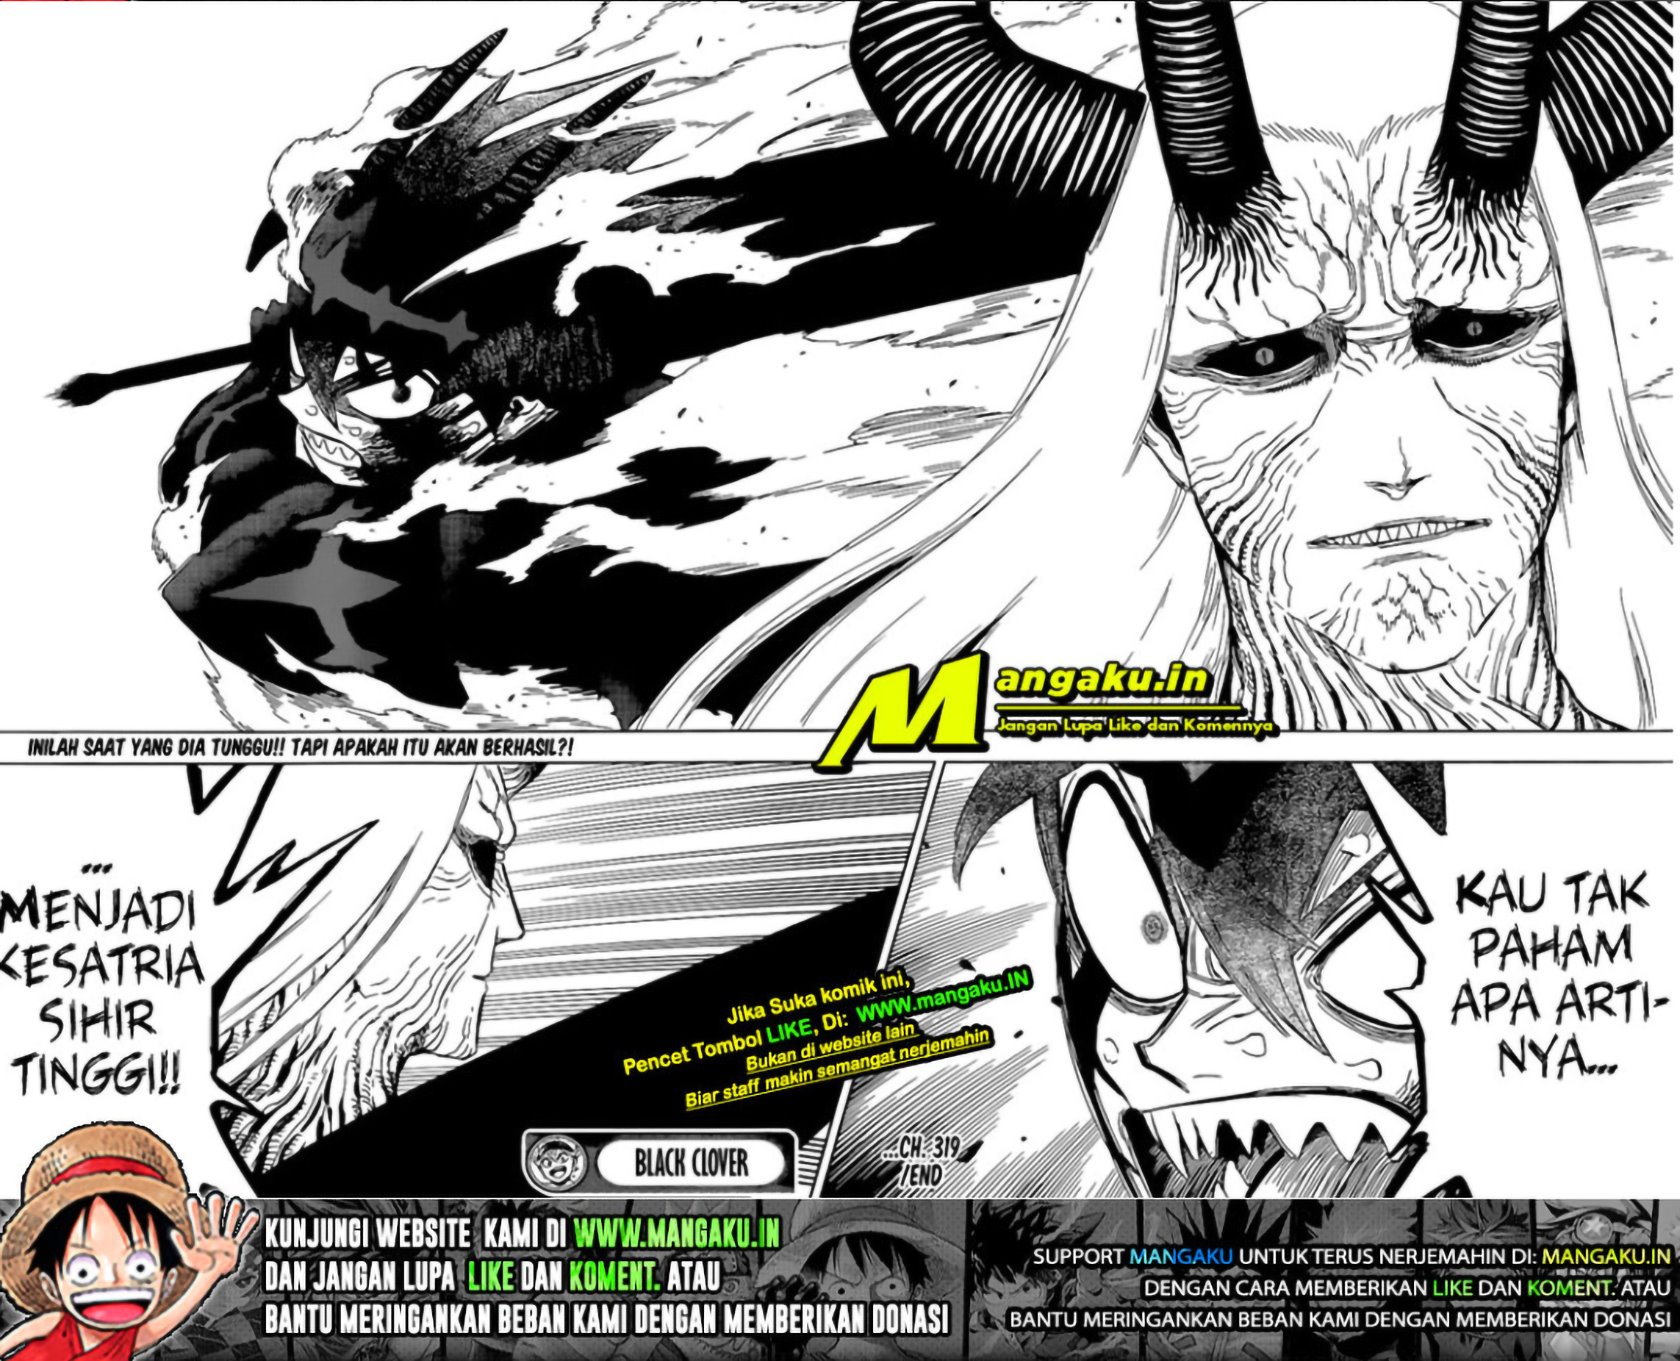 Mangaku.in
Jangan Lupa Like dan Komennya
INILAH SAAT YANG DIA TUNGGU!! TAPI APAKAH ITU AKAN BERHASIL?!
KAU TAK
PAHAM
APA ARTI-
NYA...
...
MENJADI
KESATRIA
SIHIR
TINGGI!!
Jika Suka komik ini,
Pencet Tombol LIKE, Di: WWW.mangaku.IN
Bukan di website lain
Biar staff makin semangat nerjemahin
BLACK CLOVER
...CH. 319
/END
KUNJUNGI WEBSITE KAMI DI WWW.MANGAKU.IN
DAN JANGAN LUPA LIKE DAN KOMENT. ATAU
BANTU MERINGANKAN BEBAN KAMI DENGAN MEMBERIKAN DONASI
SUPPORT MANGAKU UNTUK TERUS NERJEMAHIN DI: MANGAKU.IN
DENGAN CARA MEMBERIKAN LIKE DAN KOMENT. ATAU
BANTU MERINGANKAN BEBAN KAMI DENGAN MEMBERIKAN DONASI